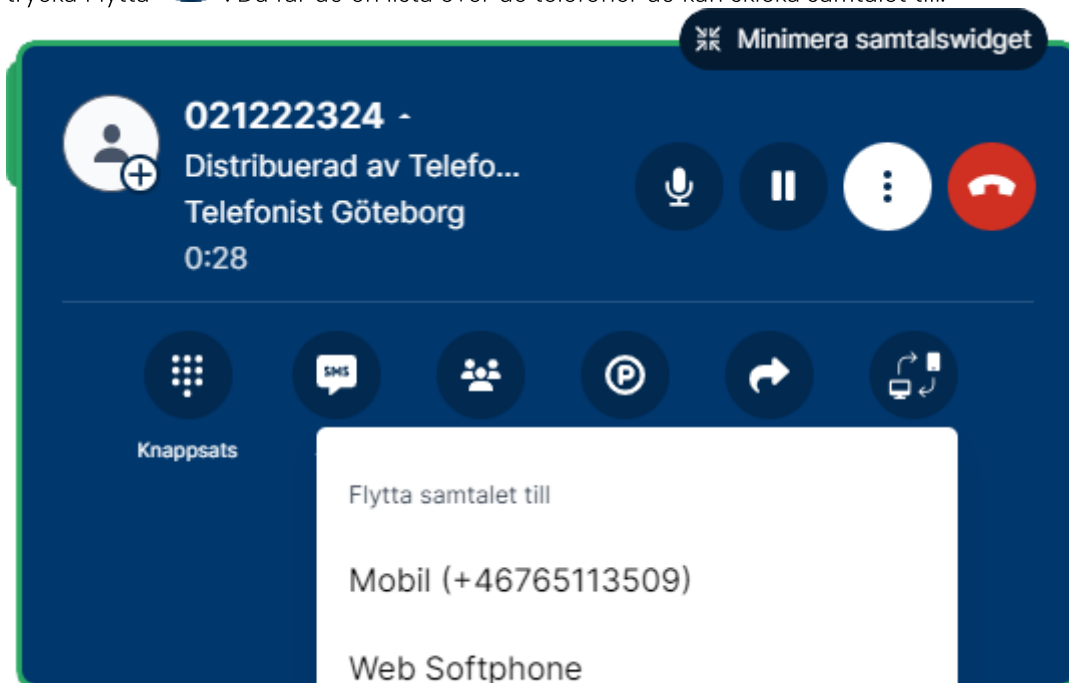 Minimera samtalswidget
021222324
Distribuerad av Telefo...
Telefonist Göteborg
0:28
SMS
P
Knappsats
Flytta samtalet till
Mobil (+46765113509)
Web Softphone